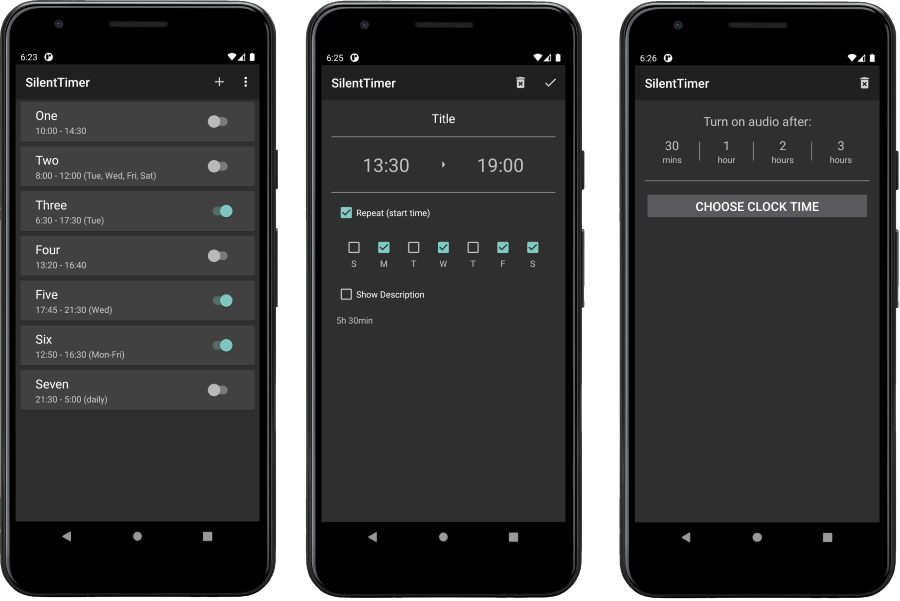 6:23
SilentTimer
One
10:00 - 14:30
Two
8:00 - 12:00 (Tue, Wed, Fri, Sat)
Three
6:30 - 17:30 (Tue)
Four
13:20 - 16:40
Five
17:45 - 21:30 (Wed)
Six
12:50 - 16:30 (Mon-Fri)
Seven
21:30 - 5:00 (daily)
6:25
SilentTimer
Title
13:30 19:00
Repeat (start time)
S M T W T F S
Show Description
5h 30min
6:26
SilentTimer
Turn on audio after:
30 1 2 3
mins hour hours hours
CHOOSE CLOCK TIME